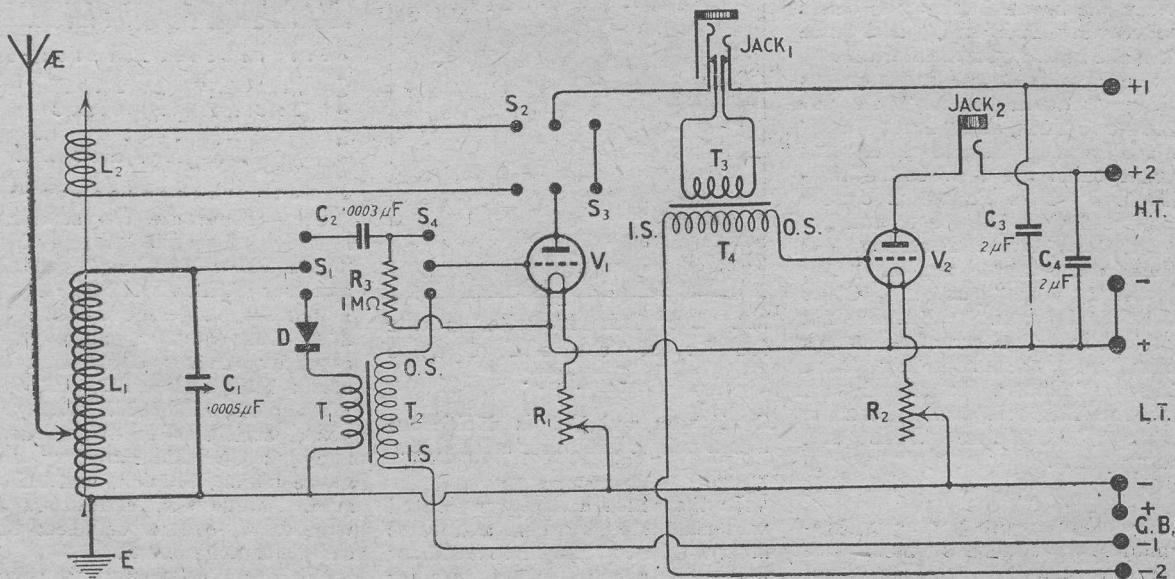 Æ
JACK₁
+1
JACK₂
S₂
L₂
T₃
+2
H.T.
S₃
C₂ .0003µF S₄
I.S. O.S.
T₄
C₃
2µF
V₁
V₂
C₄
2µF
S₁
R₃
1MΩ
-
D
+
O.S.
L₁
C₁
.0005µF
T₁
T₂
R₁
R₂
L.T.
I.S.
-
+
G.B.
-1
E
-2